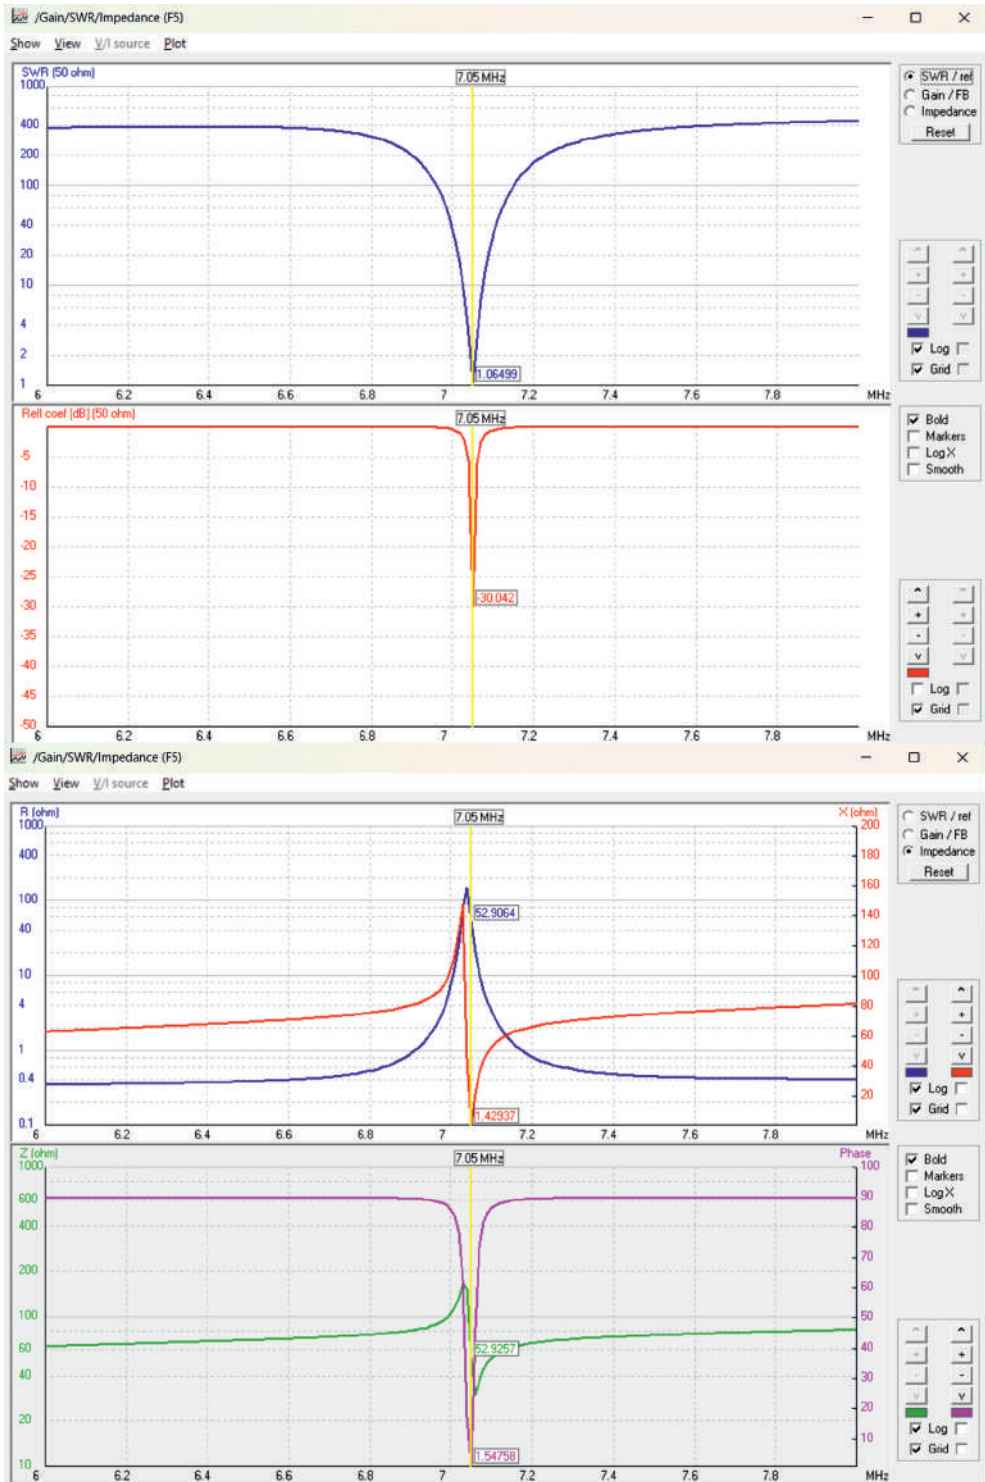 /Gain/SWR/Impedance (F5)
Show View V/I source Plot
SWR (50 ohm)
7.05 MHz
1000
400
200
100
40
20
10
4
2
1
1.06499
6 6.2 6.4 6.6 6.8 7 7.2 7.4 7.6 7.8 MHz
SWR / ref
Gain / FB
Impedance
Reset
^ ^
+ +
- -
v v
Log
Grid
Refl coef [dB] (50 ohm)
7.05 MHz
-5
-10
-15
-20
-25
-30
-35
-40
-45
-50
-30.042
6 6.2 6.4 6.6 6.8 7 7.2 7.4 7.6 7.8 MHz
Bold
Markers
Log X
Smooth
^ ^
+ +
- -
v v
Log
Grid
/Gain/SWR/Impedance (F5)
Show View V/I source Plot
R (ohm)
7.05 MHz
X (ohm)
1000
400
100
40
10
4
1
0.4
0.1
52.9064
1.42937
200
180
160
140
120
100
80
60
40
20
6 6.2 6.4 6.6 6.8 7 7.2 7.4 7.6 7.8 MHz
SWR / ref
Gain / FB
Impedance
Reset
^ ^
+ +
- -
v v
Log
Grid
Z (ohm)
7.05 MHz
Phase
1000
600
400
200
100
60
40
20
10
52.9257
1.54758
100
90
80
70
60
50
40
30
20
10
6 6.2 6.4 6.6 6.8 7 7.2 7.4 7.6 7.8 MHz
Bold
Markers
Log X
Smooth
^ ^
+ +
- -
v v
Log
Grid